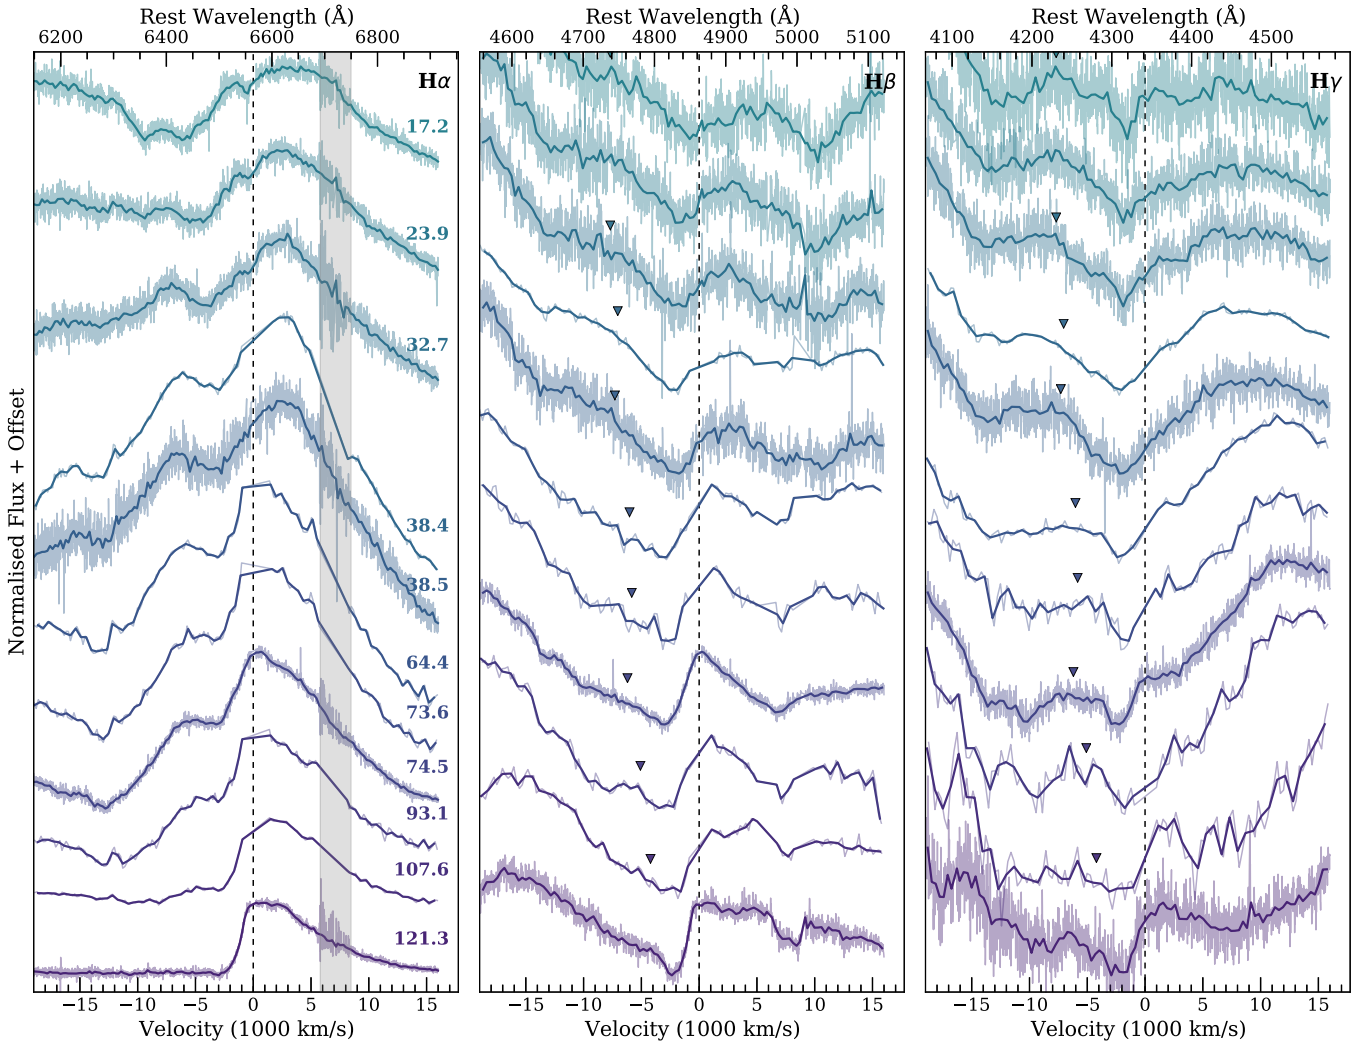 Rest Wavelength (Å)
Rest Wavelength (Å)
Rest Wavelength (Å)
6200 6400 6600 6800
4600 4700 4800 4900 5000 5100
4100 4200 4300 4400 4500
Hα
Hβ
Hγ
17.2
23.9
32.7
38.4
38.5
64.4
73.6
74.5
93.1
107.6
121.3
Normalised Flux + Offset
−15 −10 −5 0 5 10 15
−15 −10 −5 0 5 10 15
−15 −10 −5 0 5 10 15
Velocity (1000 km/s)
Velocity (1000 km/s)
Velocity (1000 km/s)